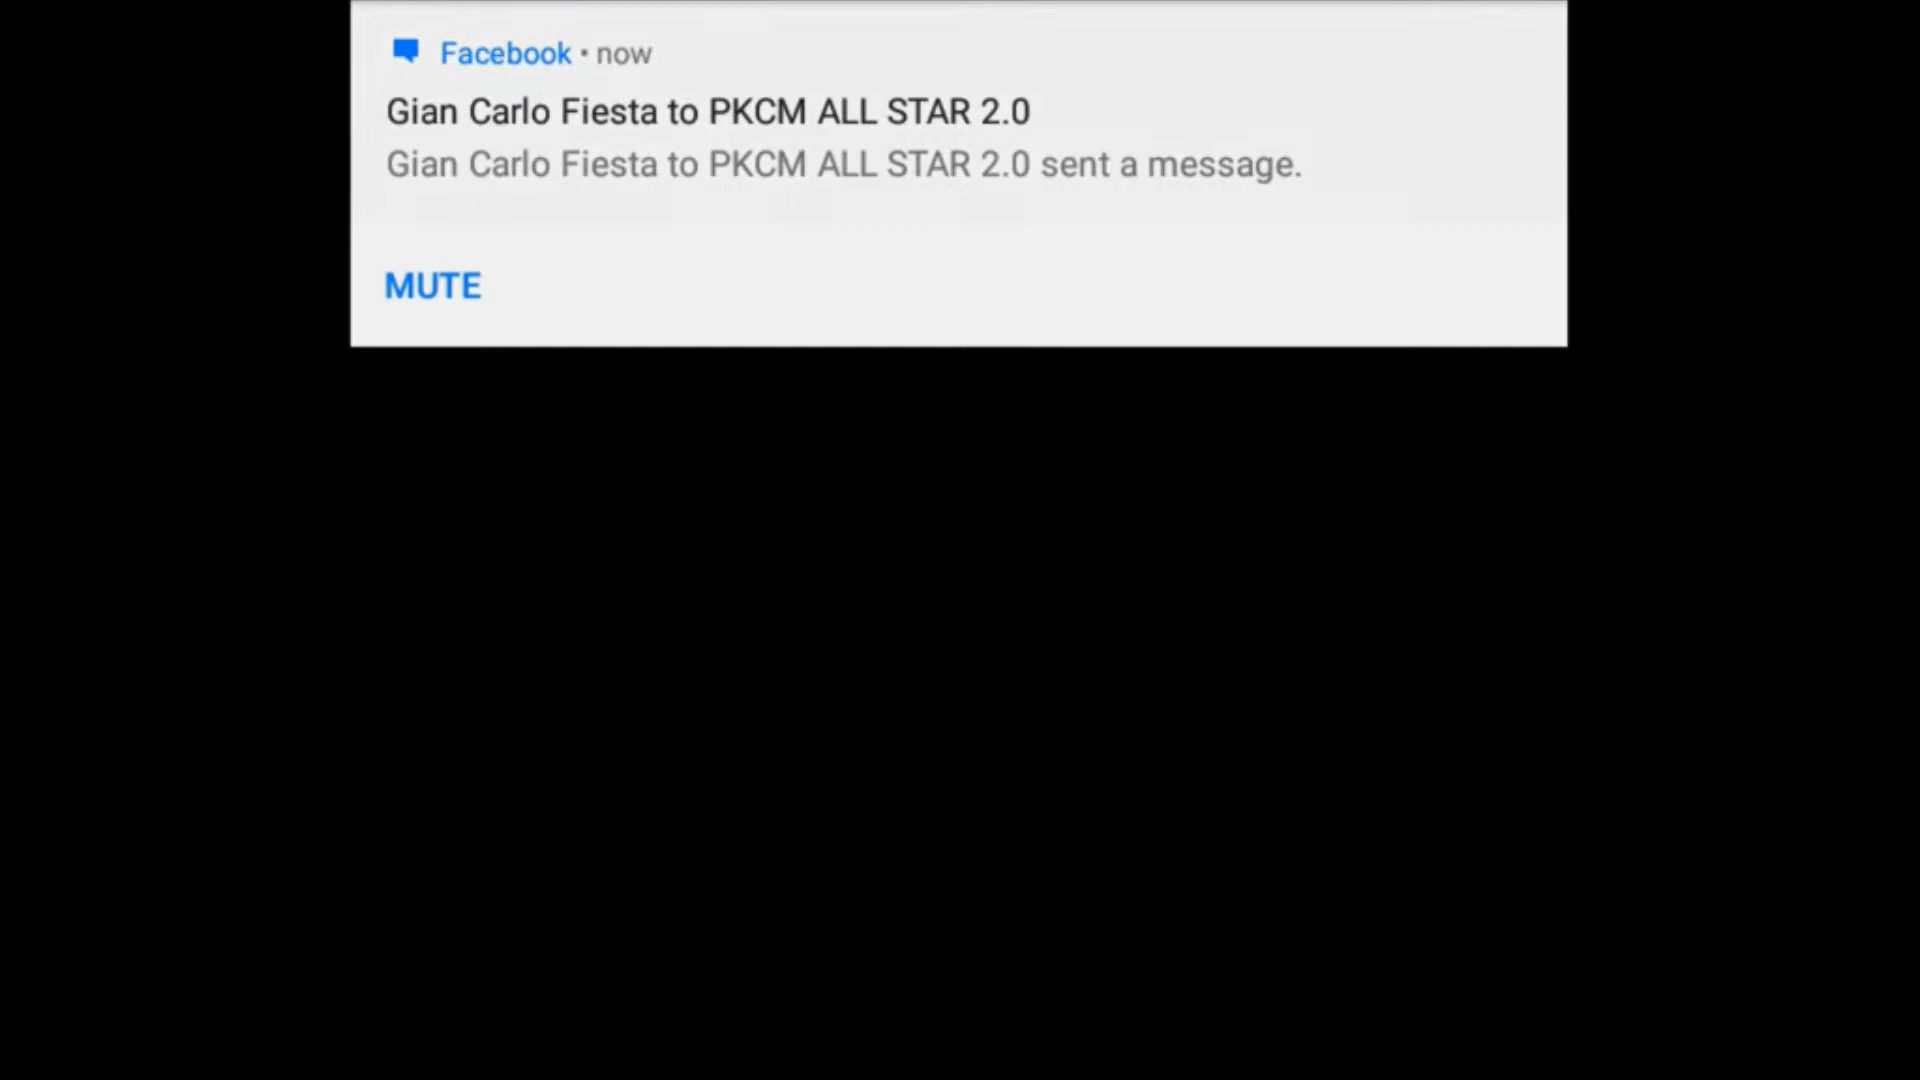 Facebook • now
Gian Carlo Fiesta to PKCM ALL STAR 2.0
Gian Carlo Fiesta to PKCM ALL STAR 2.0 sent a message.
MUTE